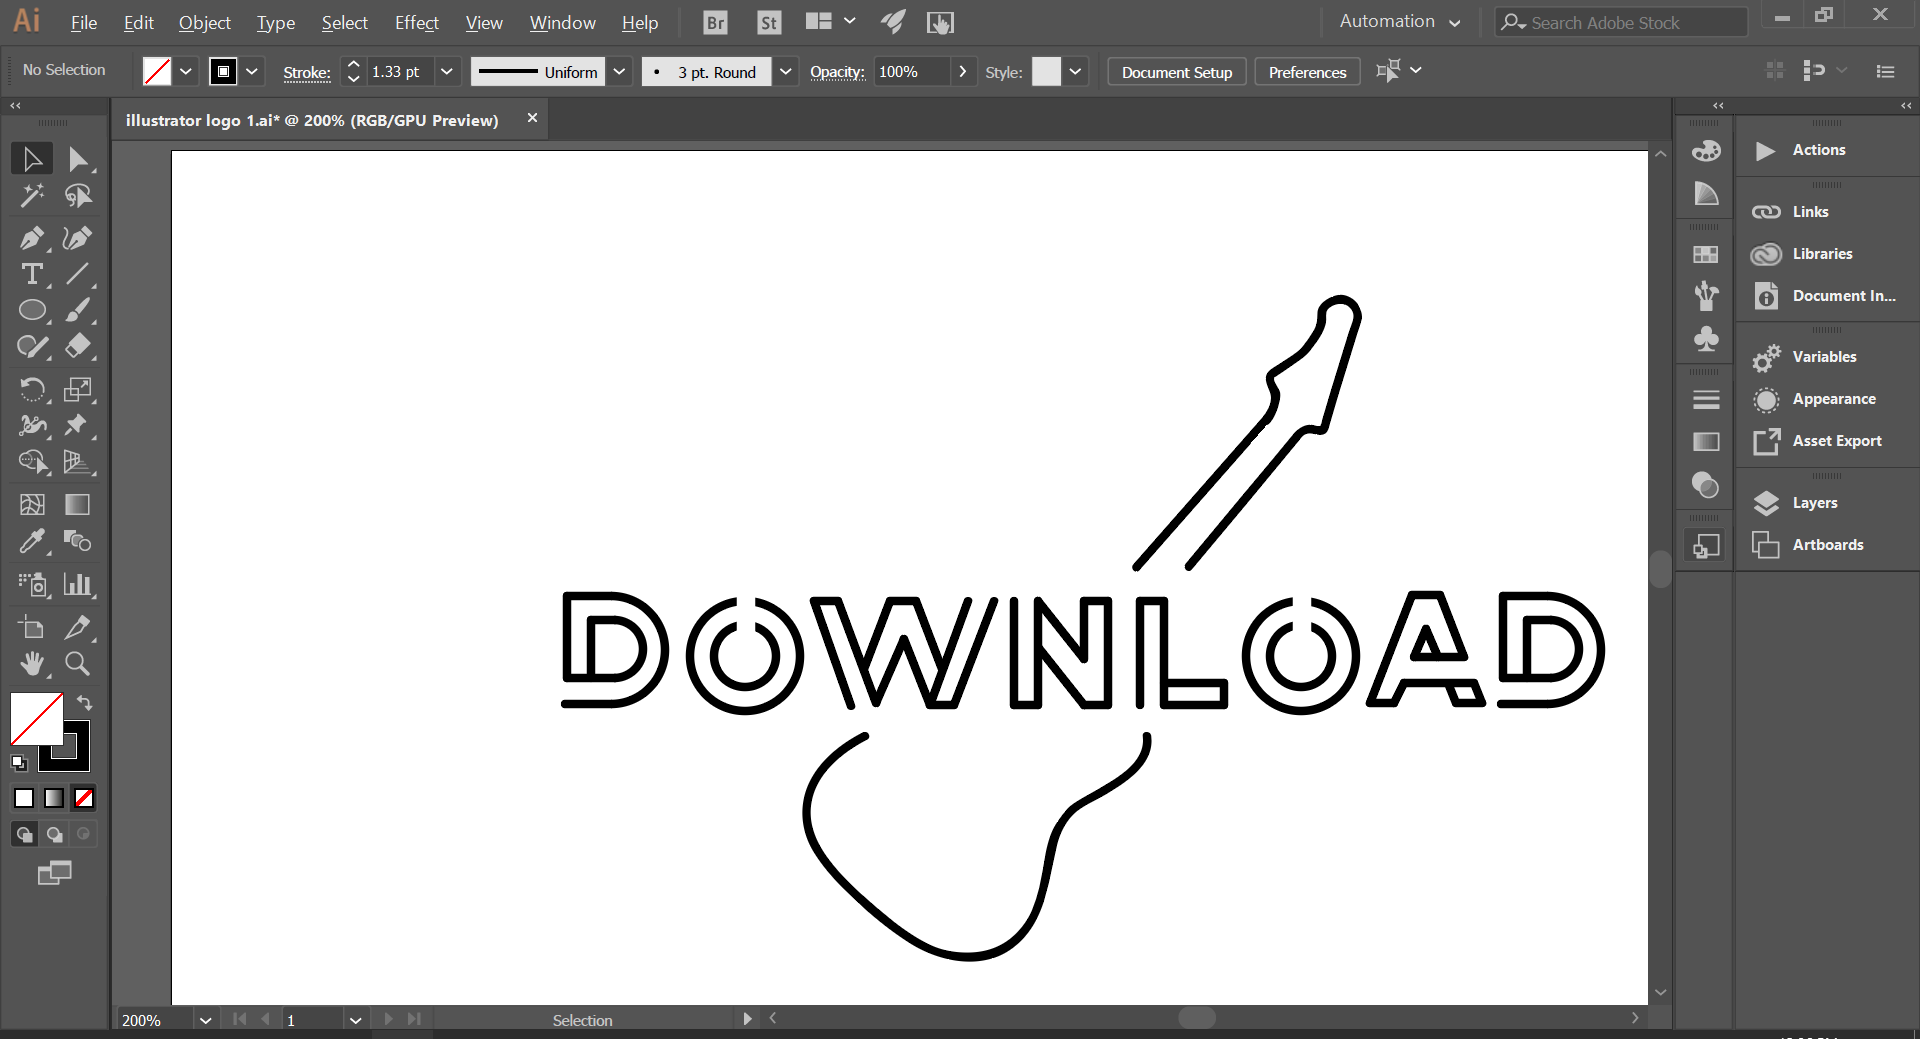 Ai File Edit Object Type Select Effect View Window Help Br St Automation Search Adobe Stock
No Selection Stroke: 1.33 pt Uniform 3 pt. Round Opacity: 100% Style: Document Setup Preferences
illustrator logo 1.ai* @ 200% (RGB/GPU Preview)
Actions
Links
Libraries
Document In...
Variables
Appearance
Asset Export
Layers
Artboards
DOWNLOAD
200% 1 Selection